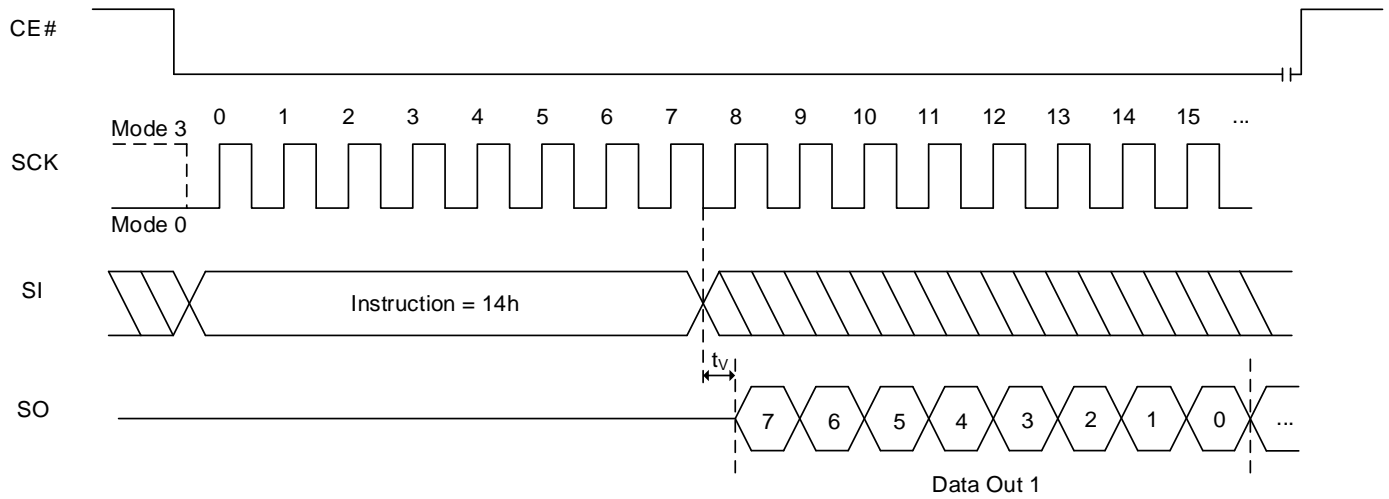 CE#
0 1 2 3 4 5 6 7 8 9 10 11 12 13 14 15 ...
Mode 3
SCK
Mode 0
SI
Instruction = 14h
tV
SO
7 6 5 4 3 2 1 0 ...
Data Out 1